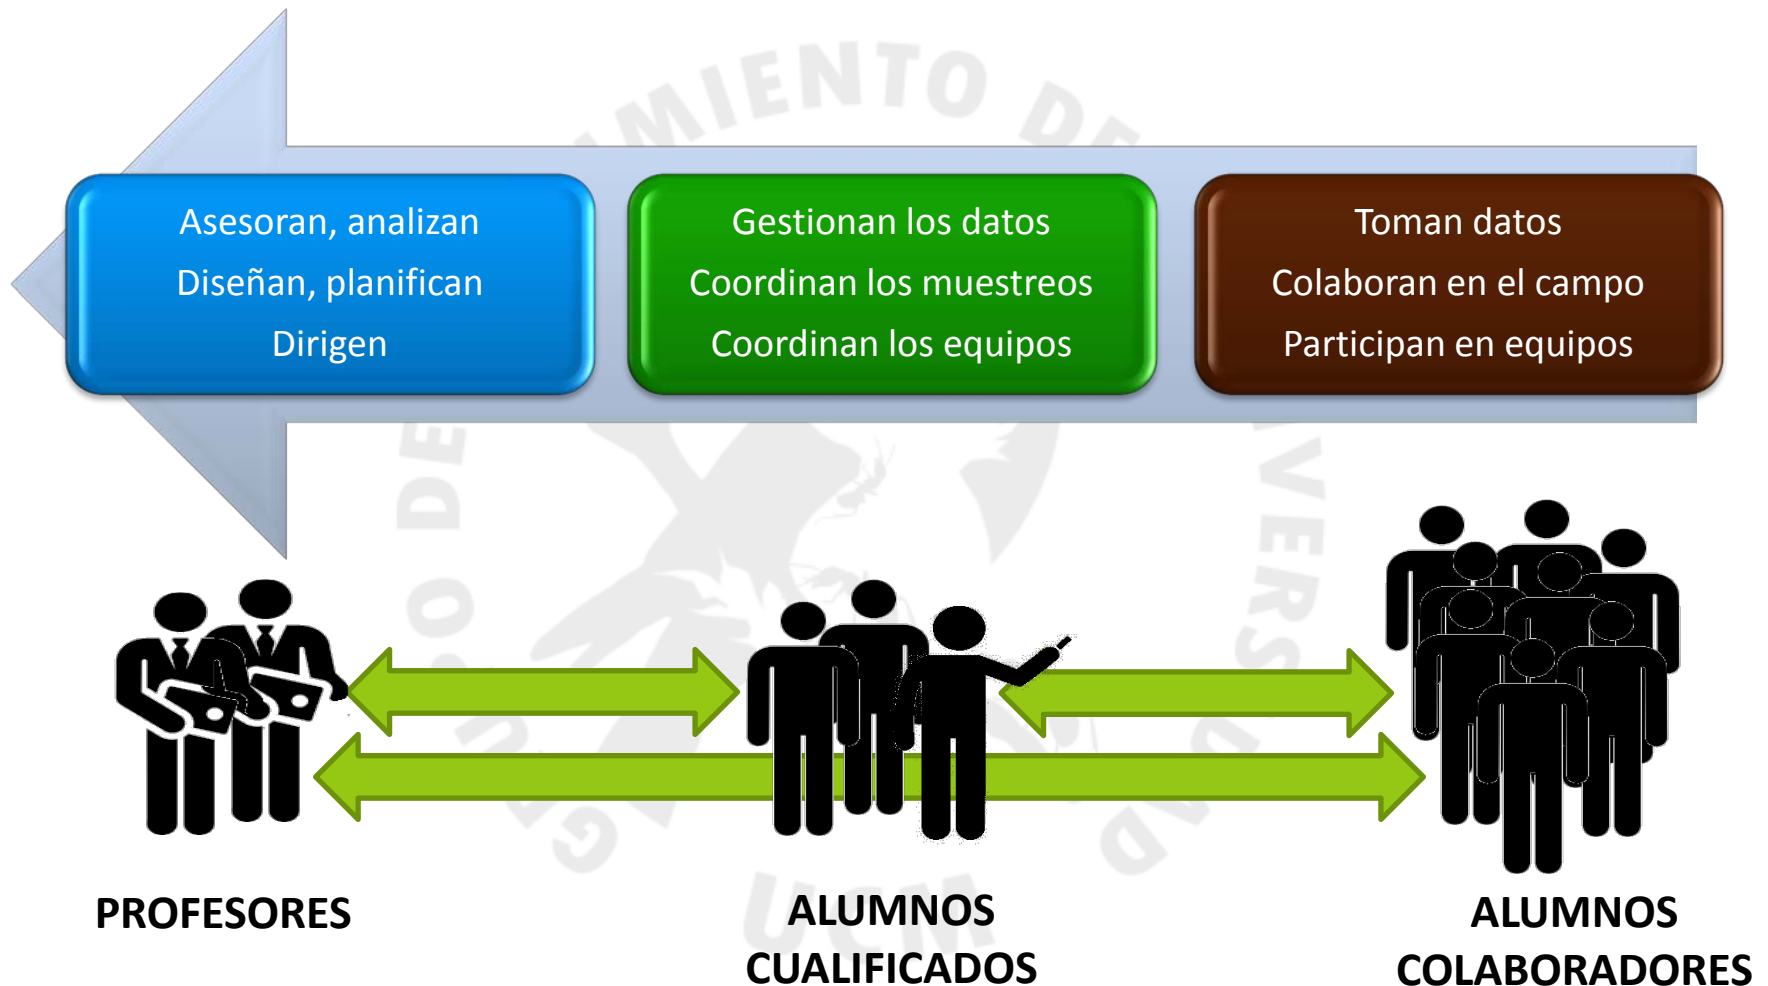 Asesoran, analizan
Diseñan, planifican
Dirigen
Gestionan los datos
Coordinan los muestreos
Coordinan los equipos
Toman datos
Colaboran en el campo
Participan en equipos
PROFESORES
ALUMNOS
CUALIFICADOS
ALUMNOS
COLABORADORES
UCM